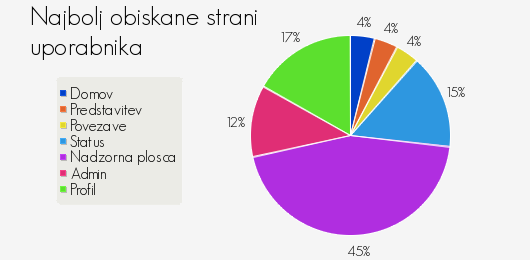 Najbolj obiskane strani
uporabnika
Domov
Predstavitev
Povezave
Status
Nadzorna plosca
Admin
Profil
4%
4%
4%
15%
45%
12%
17%